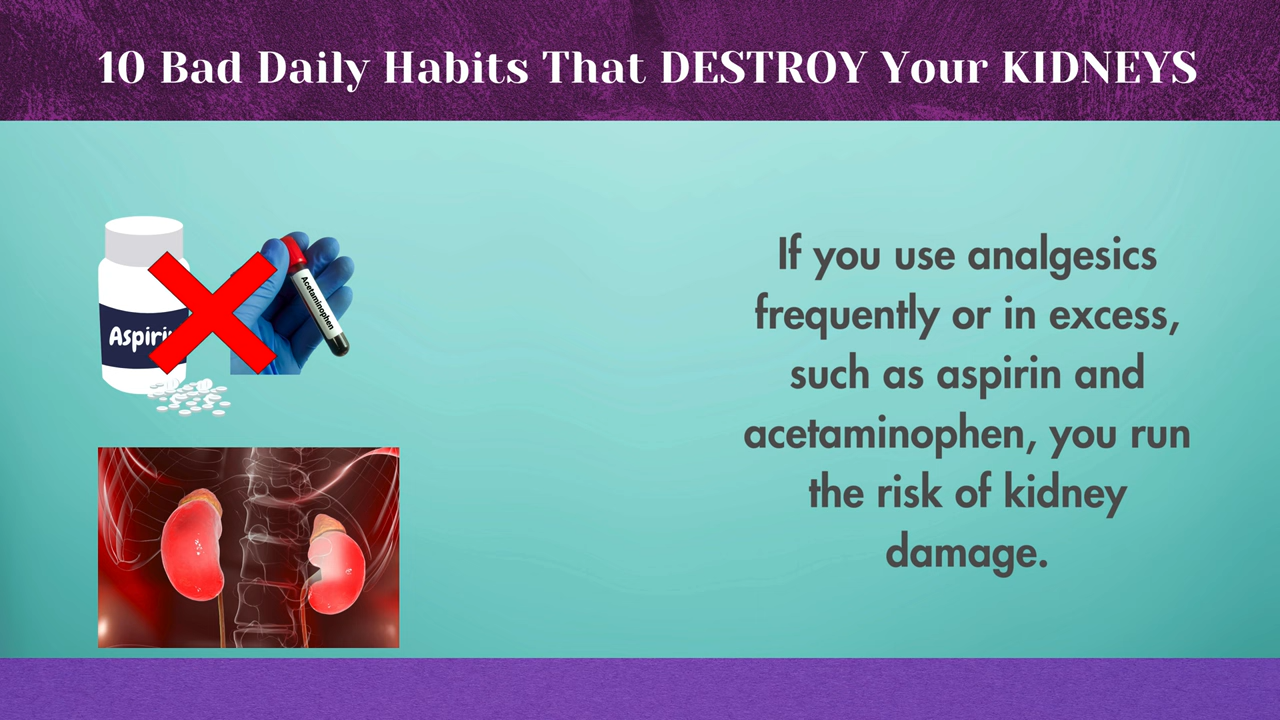 10 Bad Daily Habits That DESTROY Your KIDNEYS
Aspirin
Acetaminophen
If you use analgesics
frequently or in excess,
such as aspirin and
acetaminophen, you run
the risk of kidney
damage.